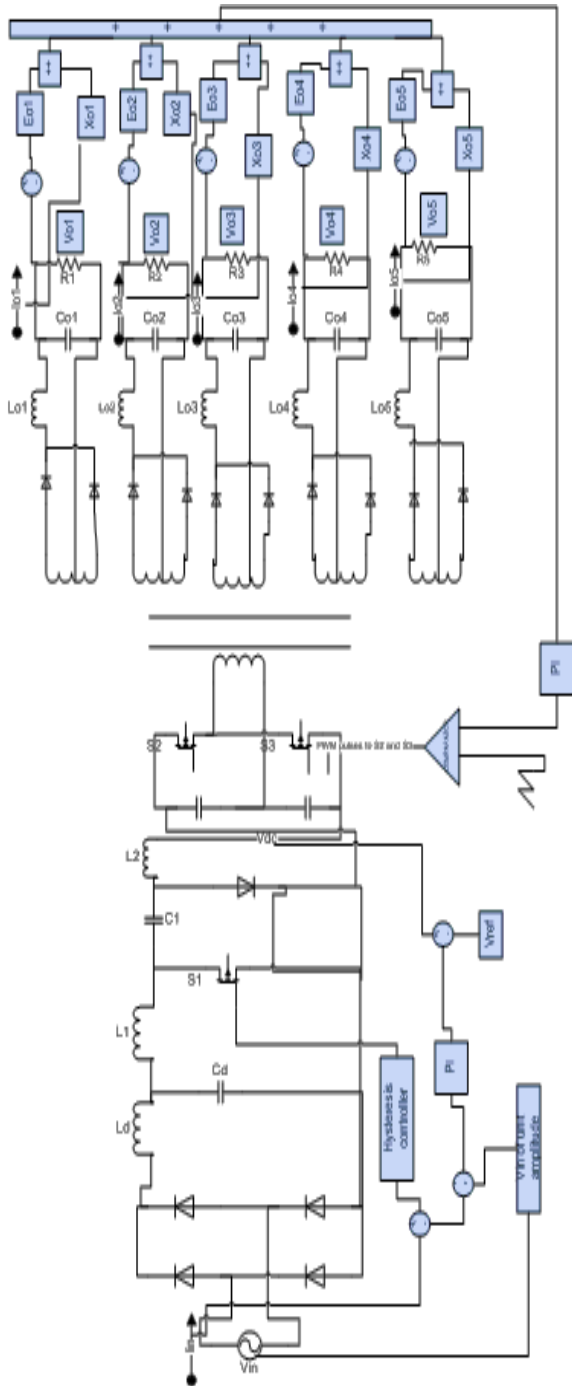 Eo1
Xo1
Eo2
Xo2
Eo3
Xo3
Eo4
Xo4
Eo5
Xo5
++
++
++
++
++
Vo1
Vo2
Vo3
Vo4
Vo5
R1
R2
R3
R4
R5
Io1
Io2
Io3
Io4
Io5
Co1
Co2
Co3
Co4
Co5
Lo1
Lo2
Lo3
Lo4
Lo5
PI
S2
S3
PWM pulses to S2 and S3
Vdc
L2
C1
S1
L1
Cd
Ld
Vref
PI
Hysteresis
controller
Vin of unit
amplitude
Iin
Vin